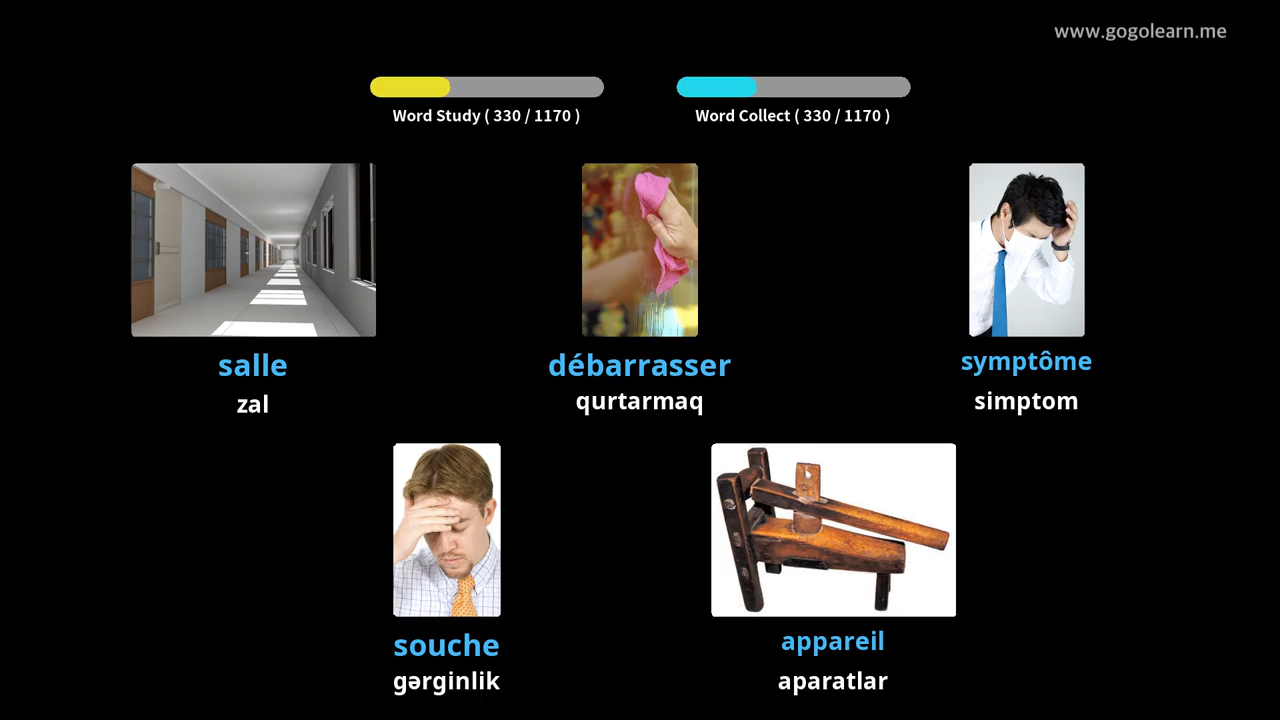 www.gogolearn.me
Word Study ( 330 / 1170 )
Word Collect ( 330 / 1170 )
salle
zal
débarrasser
qurtarmaq
symptôme
simptom
souche
gərginlik
appareil
aparatlar